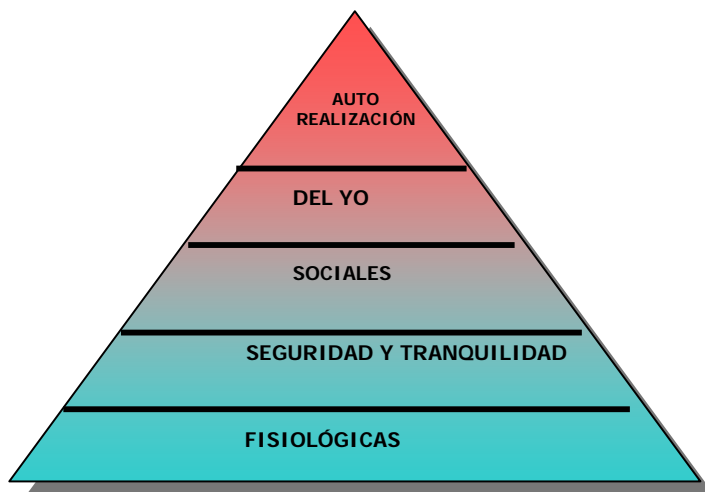 AUTO
REALIZACIÓN
DEL YO
SOCIALES
SEGURIDAD Y TRANQUILIDAD
FISIOLÓGICAS